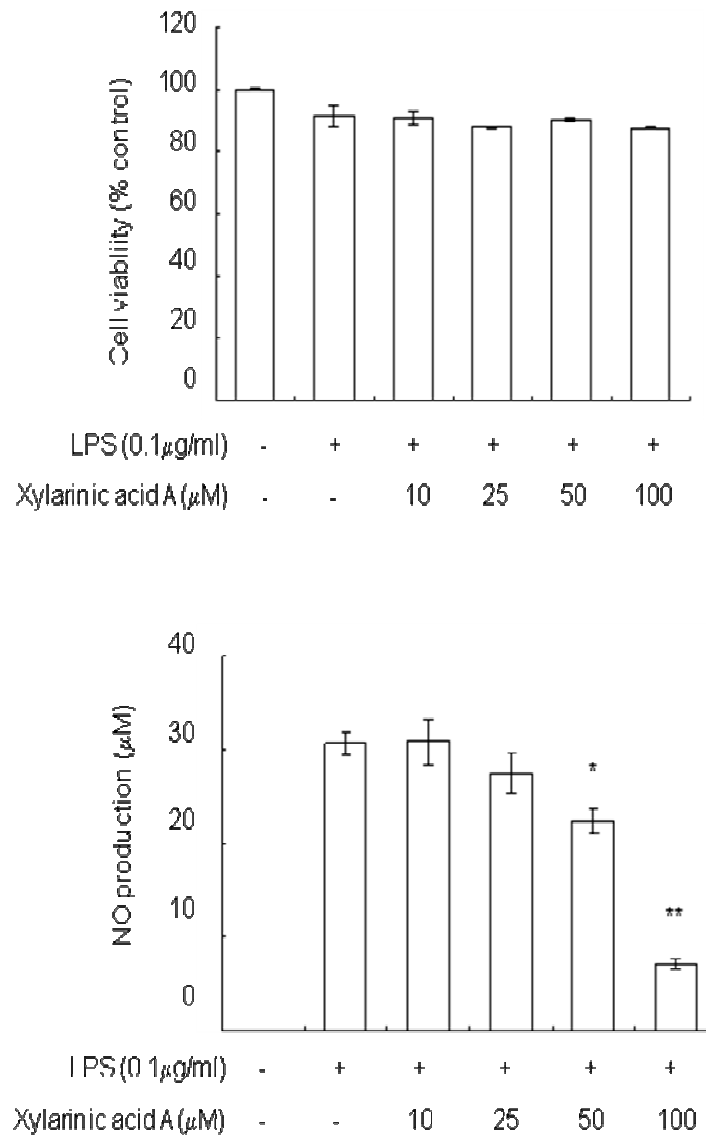 120
100
80
60
40
20
0
Cell viability (% control)
LPS (0.1μg/ml) - + + + + +
Xylarinic acid A (μM) - - 10 25 50 100
40
30
20
10
0
NO production (μM)
*
**
LPS (0.1μg/ml) - + + + + +
Xylarinic acid A (μM) - - 10 25 50 100